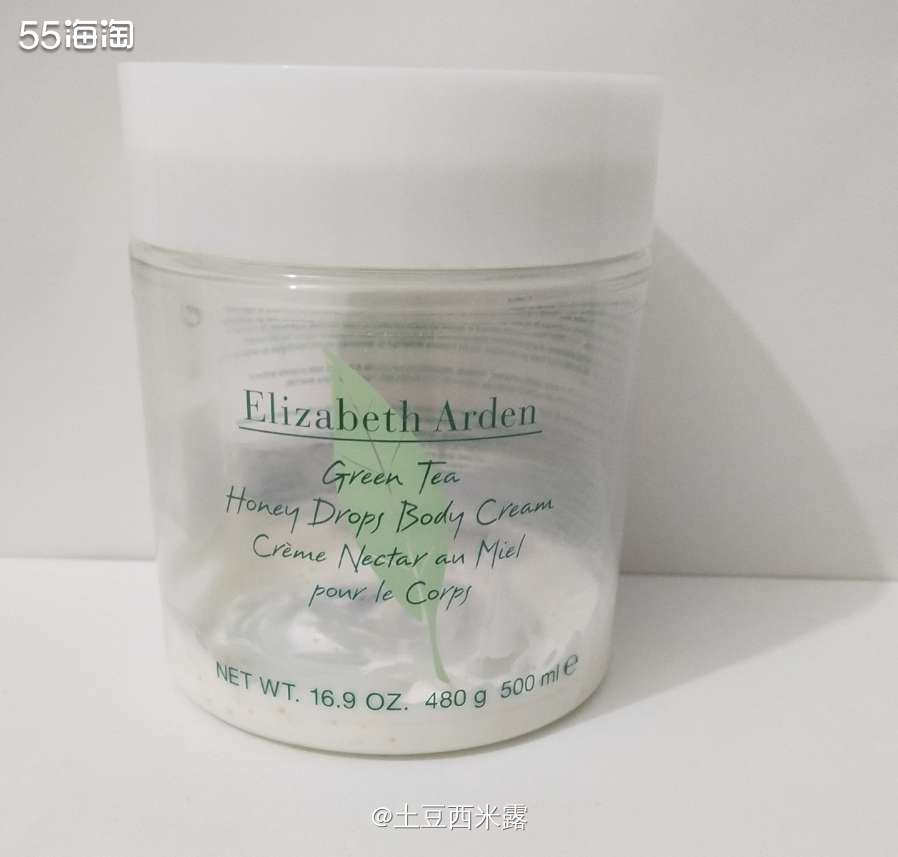 55海淘
Elizabeth Arden
Green Tea
Honey Drops Body Cream
Crème Nectar au Miel
pour le Corps
NET WT. 16.9 OZ. 480 g 500 ml e
@土豆西米露